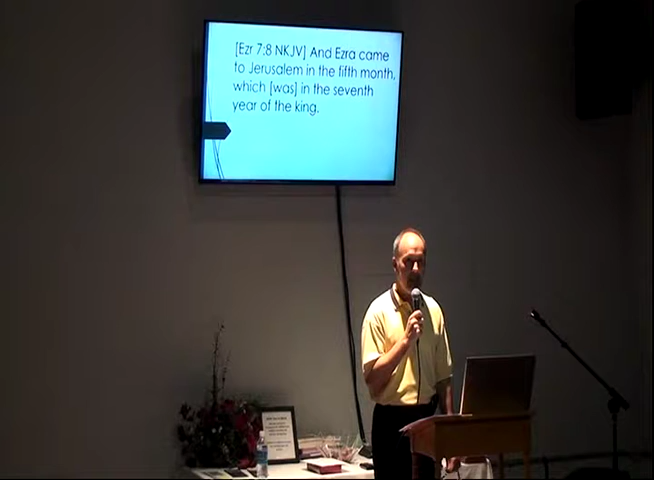 [Ezr 7:8 NKJV] And Ezra came
to Jerusalem in the fifth month,
which [was] in the seventh
year of the king.